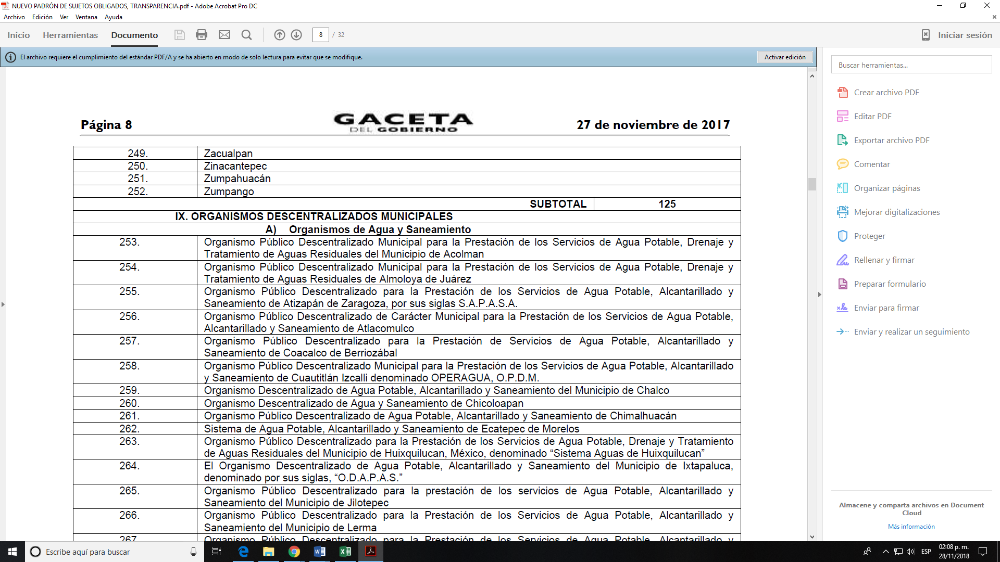 NUEVO PADRÓN DE SUJETOS OBLIGADOS, TRANSPARENCIA.pdf - Adobe Acrobat Pro DC
Archivo Edición Ver Ventana Ayuda
Inicio Herramientas Documento 8 / 32 Iniciar sesión
El archivo requiere el cumplimiento del estándar PDF/A y se ha abierto en modo de solo lectura para evitar que se modifique. Activar edición
Página 8 GACETA DEL GOBIERNO 27 de noviembre de 2017
249. Zacualpan
250. Zinacantepec
251. Zumpahuacán
252. Zumpango
SUBTOTAL 125
IX. ORGANISMOS DESCENTRALIZADOS MUNICIPALES
A) Organismos de Agua y Saneamiento
253. Organismo Público Descentralizado Municipal para la Prestación de los Servicios de Agua Potable, Drenaje y
Tratamiento de Aguas Residuales del Municipio de Acolman
254. Organismo Público Descentralizado Municipal para la Prestación de los Servicios de Agua Potable, Drenaje y
Tratamiento de Aguas Residuales de Almoloya de Juárez
255. Organismo Público Descentralizado para la Prestación de los Servicios de Agua Potable, Alcantarillado y
Saneamiento de Atizapán de Zaragoza, por sus siglas S.A.P.A.S.A.
256. Organismo Público Descentralizado de Carácter Municipal para la Prestación de los Servicios de Agua Potable,
Alcantarillado y Saneamiento de Atlacomulco
257. Organismo Público Descentralizado para la Prestación de Servicios de Agua Potable, Alcantarillado y
Saneamiento de Coacalco de Berriozábal
258. Organismo Público Descentralizado Municipal para la Prestación de los Servicios de Agua Potable, Alcantarillado
y Saneamiento de Cuautitlán Izcalli denominado OPERAGUA, O.P.D.M.
259. Organismo Descentralizado de Agua Potable, Alcantarillado y Saneamiento del Municipio de Chalco
260. Organismo Descentralizado de Agua y Saneamiento de Chicoloapan
261. Organismo Público Descentralizado de Agua Potable, Alcantarillado y Saneamiento de Chimalhuacán
262. Sistema de Agua Potable, Alcantarillado y Saneamiento de Ecatepec de Morelos
263. Organismo Público Descentralizado para la Prestación de los Servicios de Agua Potable, Drenaje y Tratamiento
de Aguas Residuales del Municipio de Huixquilucan, México, denominado “Sistema Aguas de Huixquilucan”
264. El Organismo Descentralizado de Agua Potable, Alcantarillado y Saneamiento del Municipio de Ixtapaluca,
denominado por sus siglas, “O.D.A.P.A.S.”
265. Organismo Público Descentralizado para la prestación de los servicios de Agua Potable, Alcantarillado y
Saneamiento del Municipio de Jilotepec
266. Organismo Público Descentralizado para la Prestación de los Servicios de Agua Potable, Alcantarillado y
Saneamiento del Municipio de Lerma
267. Organismo Público Descentralizado para la Prestación de los Servicios de Agua Potable, Alcantarillado y
Buscar herramientas...
Crear archivo PDF
Editar PDF
Exportar archivo PDF
Comentar
Organizar páginas
Mejorar digitalizaciones
Proteger
Rellenar y firmar
Preparar formulario
Enviar para firmar
Enviar y realizar un seguimiento
Almacene y comparta archivos en Document
Cloud
Más información
Escribe aquí para buscar
ESP
02:08 p. m.
28/11/2018